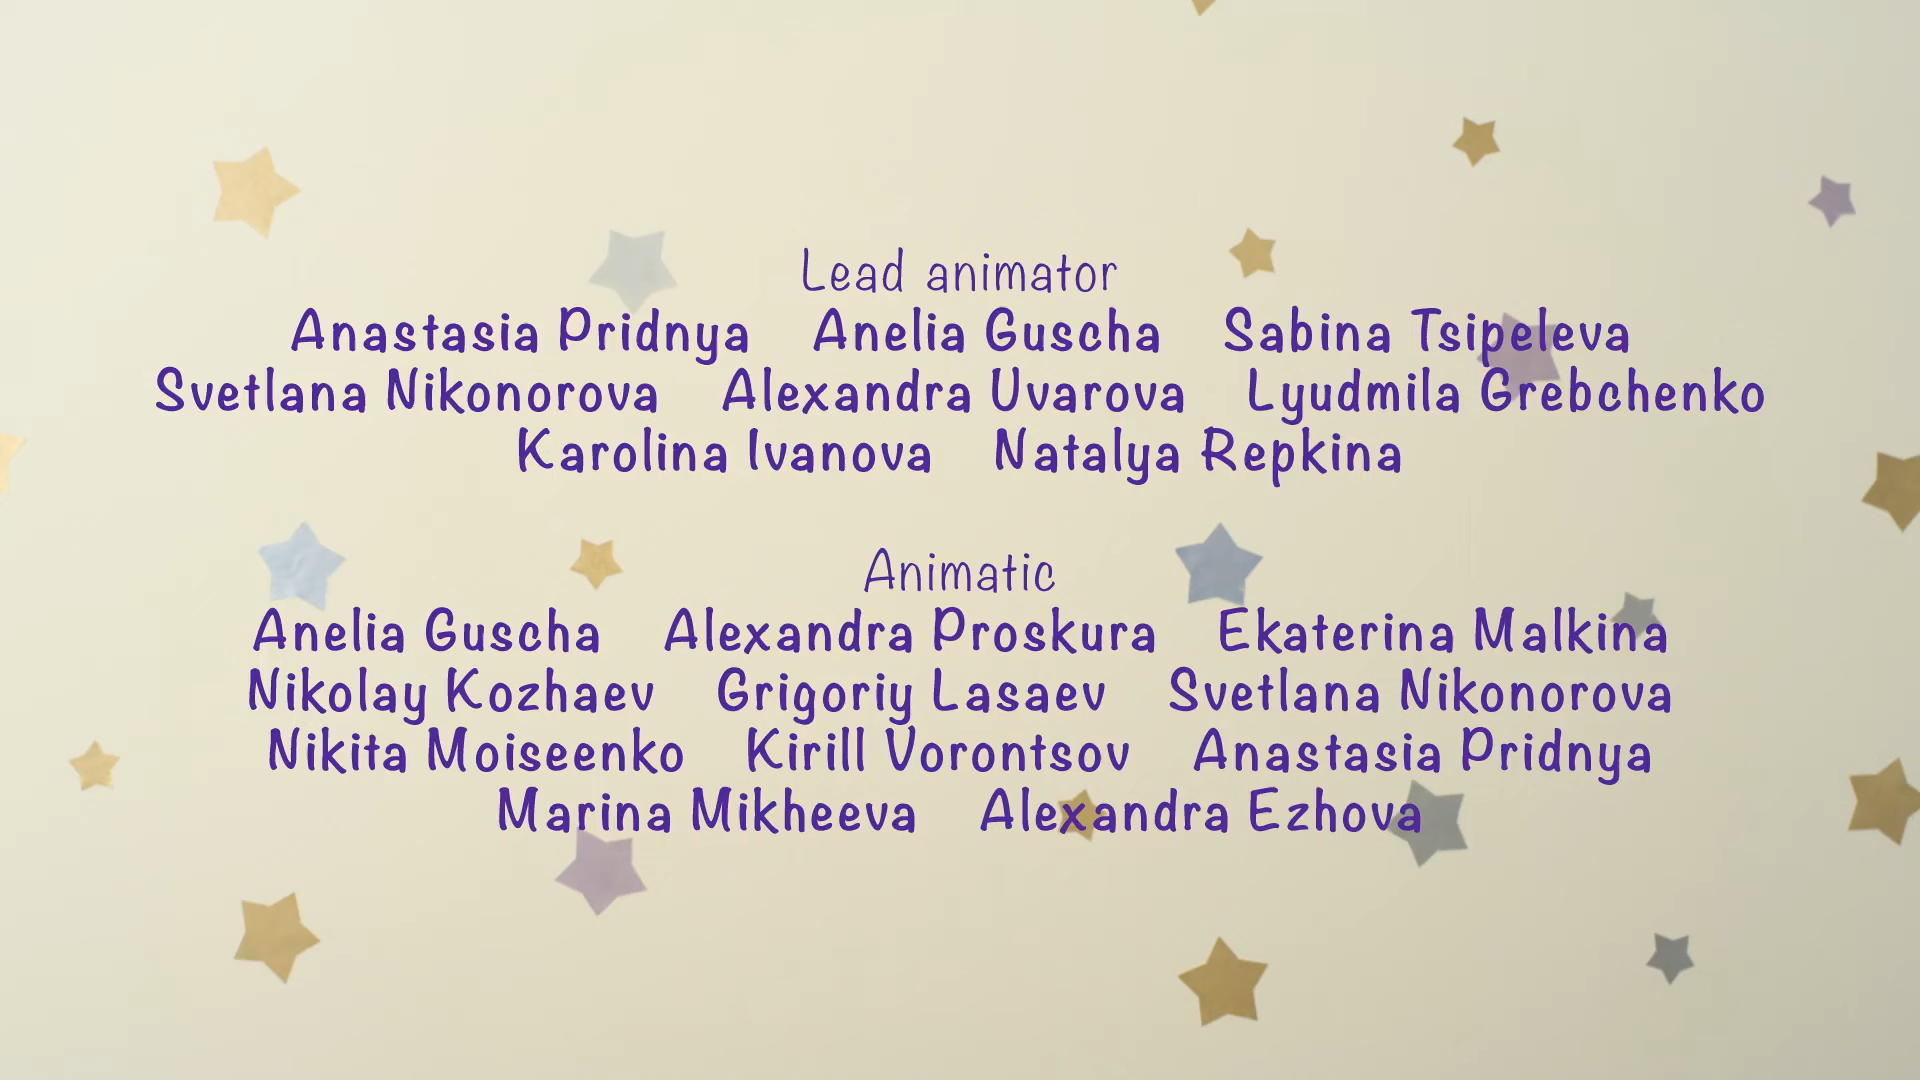 Lead animator
Anastasia Pridnya Anelia Guscha Sabina Tsipeleva
Svetlana Nikonorova Alexandra Uvarova Lyudmila Grebchenko
Karolina Ivanova Natalya Repkina
Animatic
Anelia Guscha Alexandra Proskura Ekaterina Malkina
Nikolay Kozhaev Grigoriy Lasaev Svetlana Nikonorova
Nikita Moiseenko Kirill Vorontsov Anastasia Pridnya
Marina Mikheeva Alexandra Ezhova